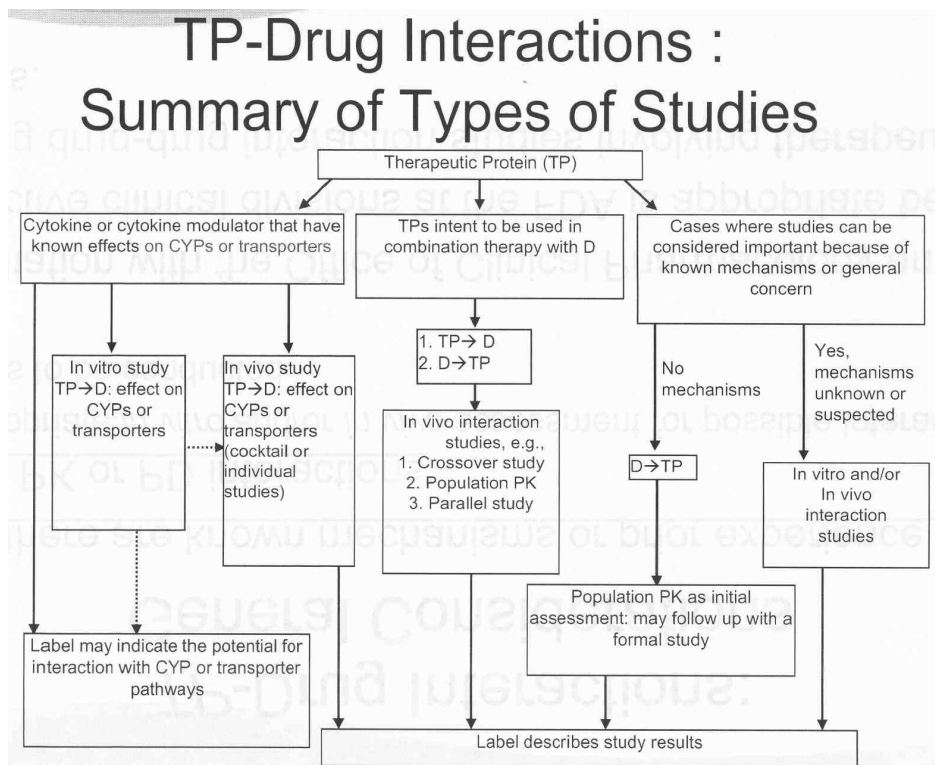 TP-Drug Interactions :
Summary of Types of Studies
Therapeutic Protein (TP)
Cytokine or cytokine modulator that have
known effects on CYPs or transporters
TPs intent to be used in
combination therapy with D
Cases where studies can be
considered important because of
known mechanisms or general
concern
1. TP→ D
2. D→TP
No
mechanisms
Yes,
mechanisms
unknown or
suspected
In vitro study
TP→D: effect on
CYPs or
transporters
In vivo study
TP→D: effect
on CYPs or
transporters
(cocktail or
individual
studies)
In vivo interaction
studies, e.g.,
1. Crossover study
2. Population PK
3. Parallel study
D→TP
In vitro and/or
In vivo
interaction
studies
Population PK as initial
assessment: may follow up with a
formal study
Label may indicate the potential for
interaction with CYP or transporter
pathways
Label describes study results